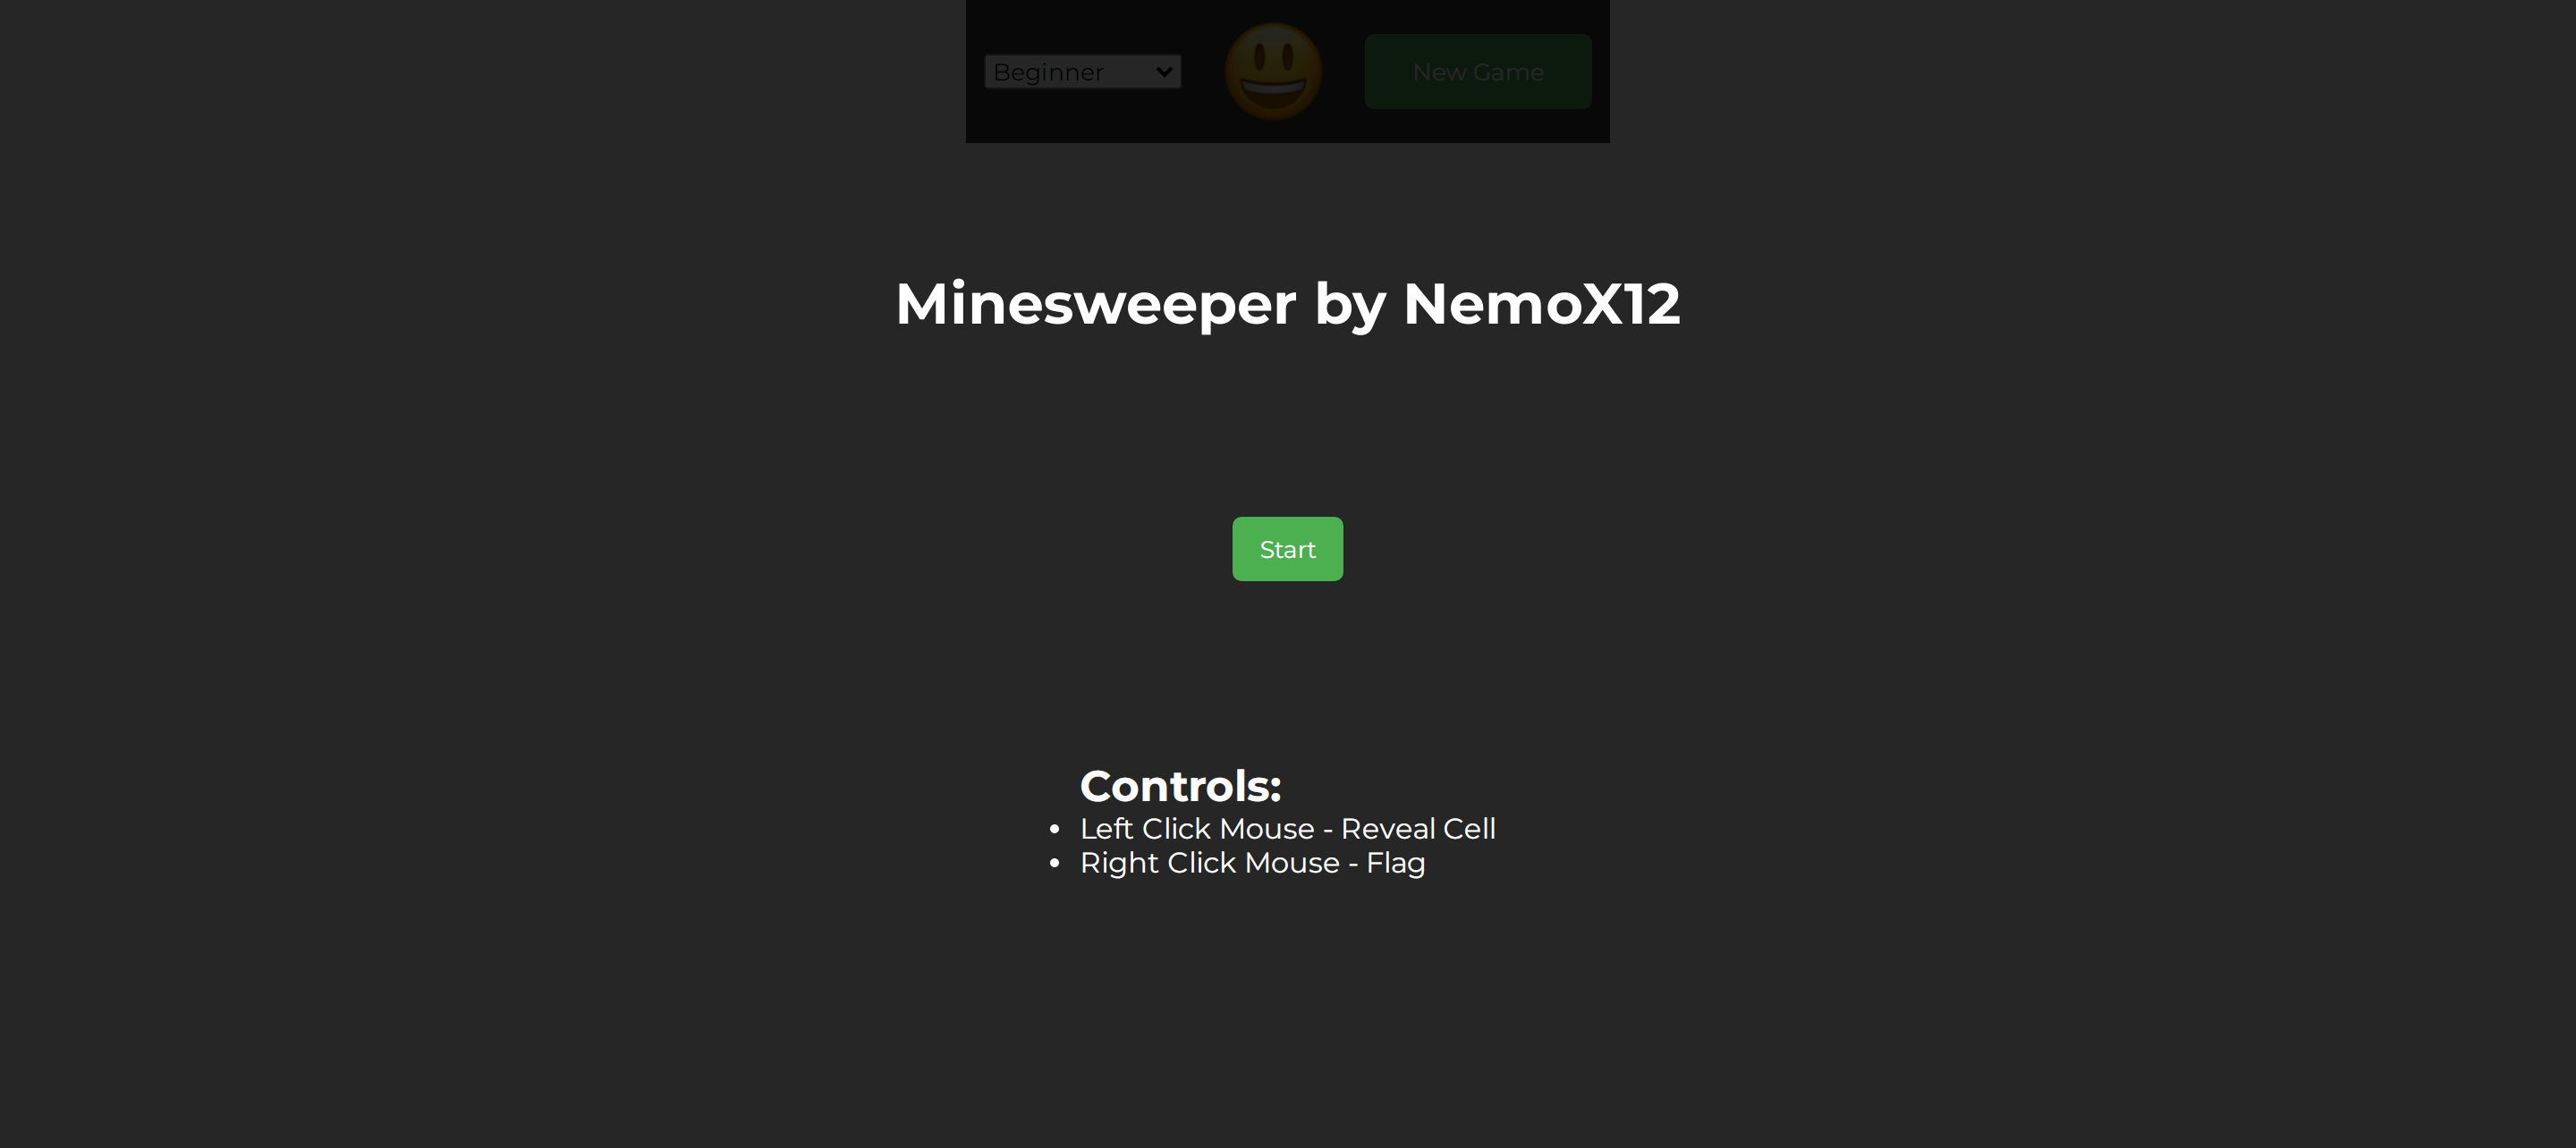 Beginner
New Game
Minesweeper by NemoX12
Start
Controls:
• Left Click Mouse - Reveal Cell
• Right Click Mouse - Flag